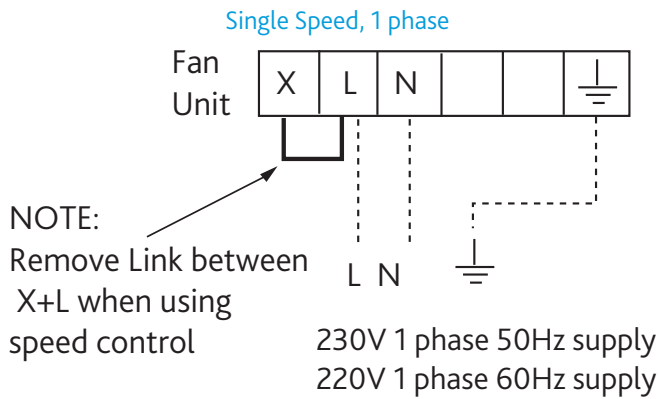 Single Speed, 1 phase
Fan
Unit
X L N
NOTE:
Remove Link between
X+L when using
speed control
L N
230V 1 phase 50Hz supply
220V 1 phase 60Hz supply